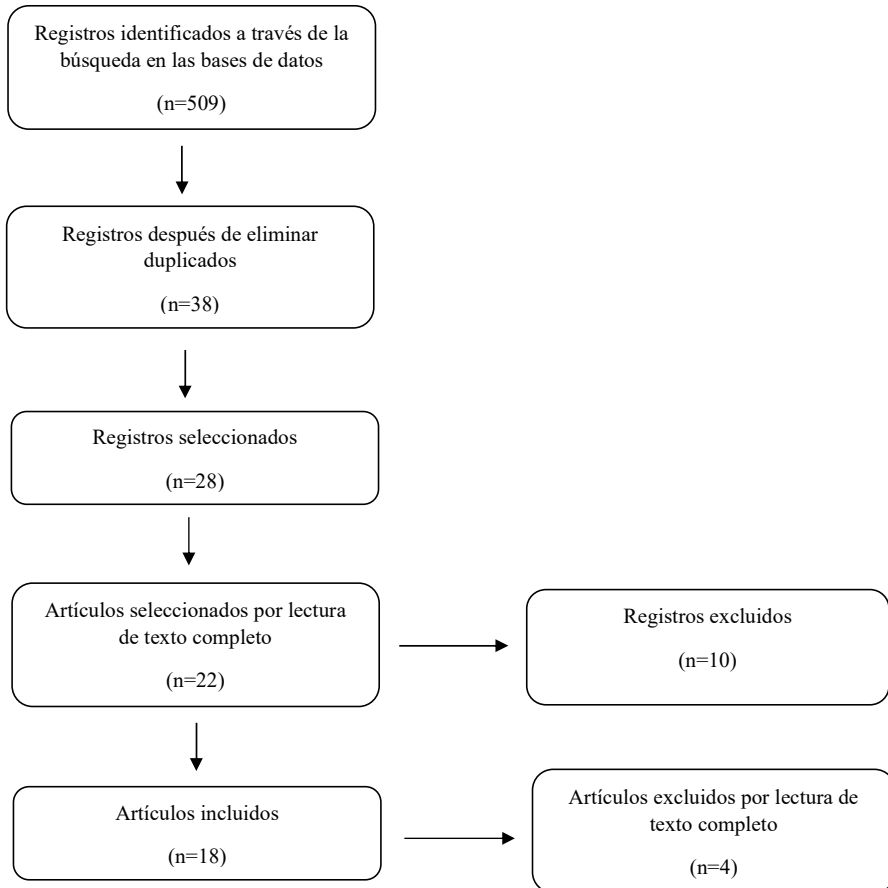 Registros identificados a través de la
búsqueda en las bases de datos
(n=509)
Registros después de eliminar
duplicados
(n=38)
Registros seleccionados
(n=28)
Artículos seleccionados por lectura
de texto completo
(n=22)
Registros excluidos
(n=10)
Artículos incluidos
(n=18)
Artículos excluidos por lectura de
texto completo
(n=4)